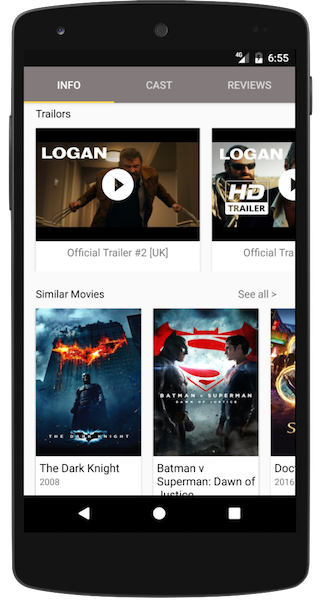 4G 6:55
INFO CAST REVIEWS
Trailors
LOGAN
LOGAN
HD
TRAILER
Official Trailer #2 [UK]
Official Tra
Similar Movies
See all >
THE DARK KNIGHT
BATMAN v SUPERMAN
DAWN OF JUSTICE
S
The Dark Knight
2008
Batman v
Superman: Dawn of
Justice
Doc
2016